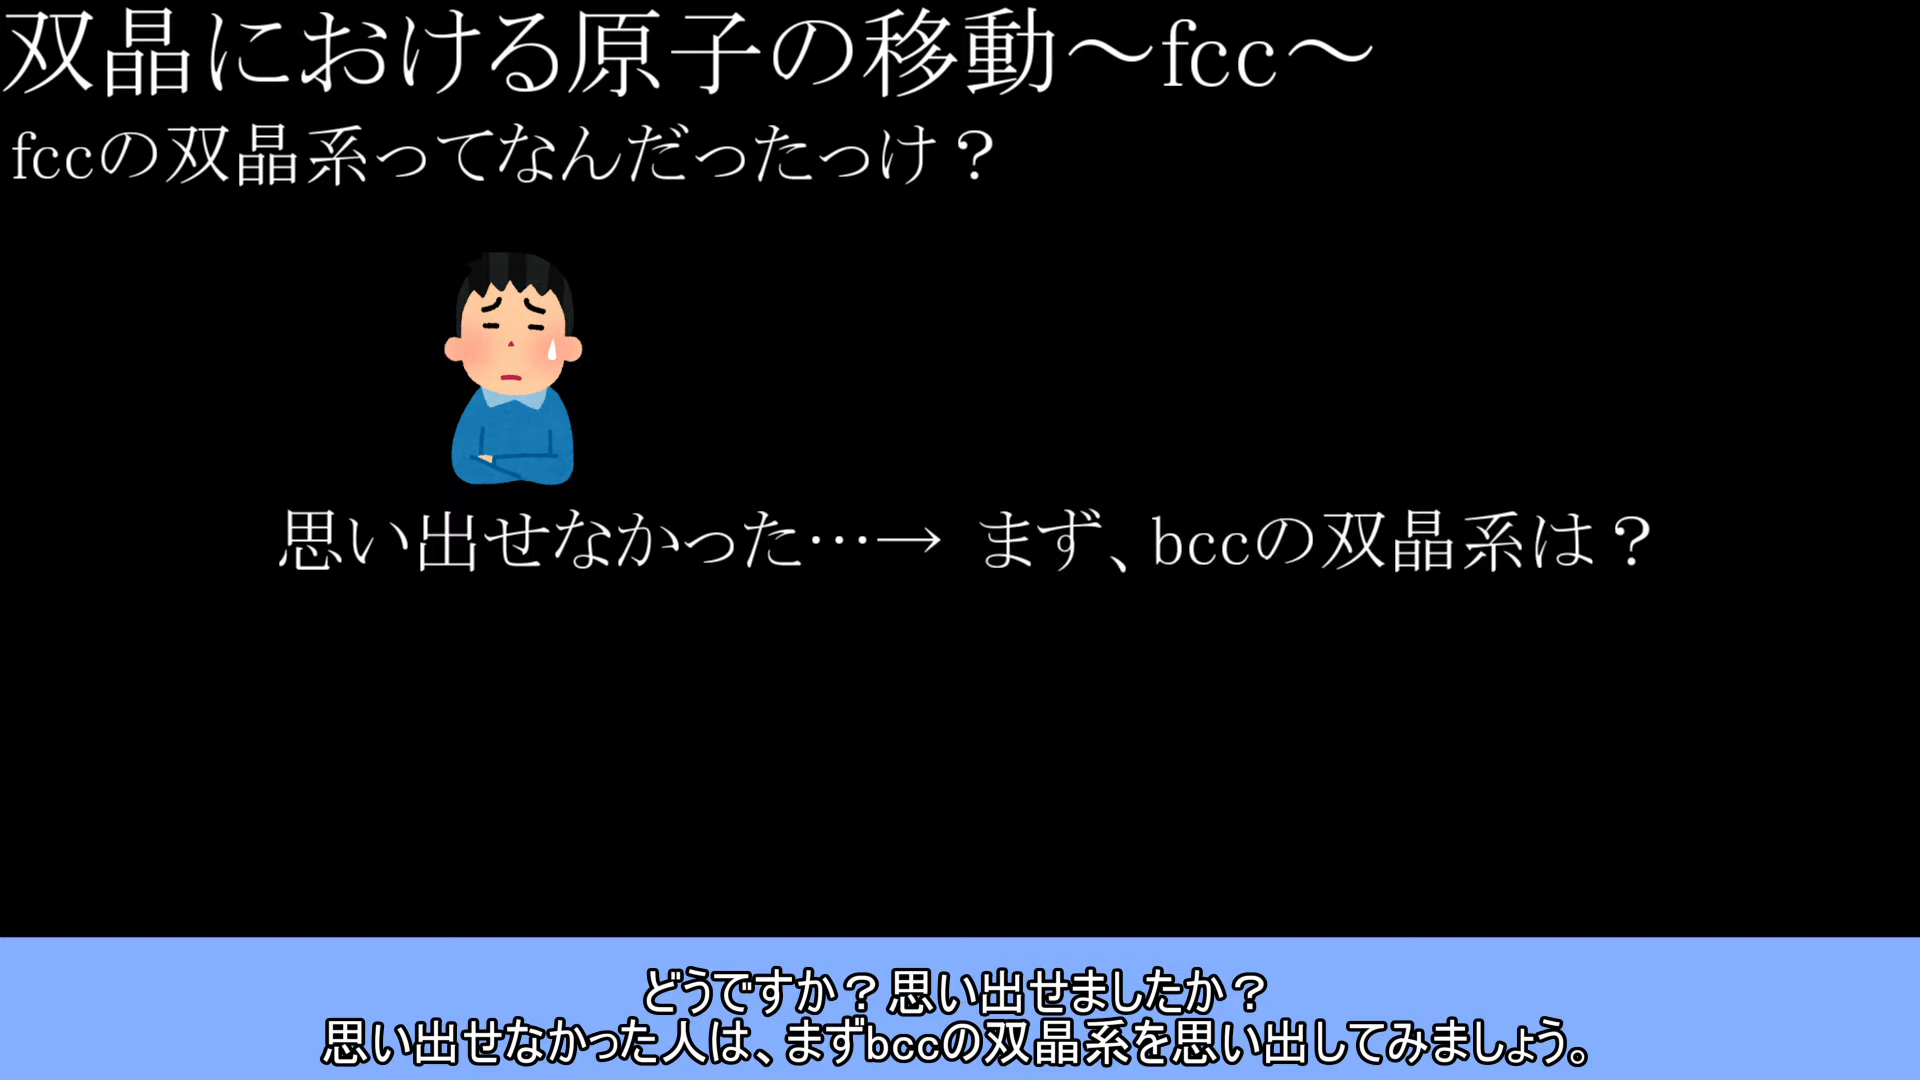 双晶における原子の移動～fcc～
fccの双晶系ってなんだったっけ？
思い出せなかった…→ まず、bccの双晶系は？
どうですか？思い出せましたか？
思い出せなかった人は、まずbccの双晶系を思い出してみましょう。